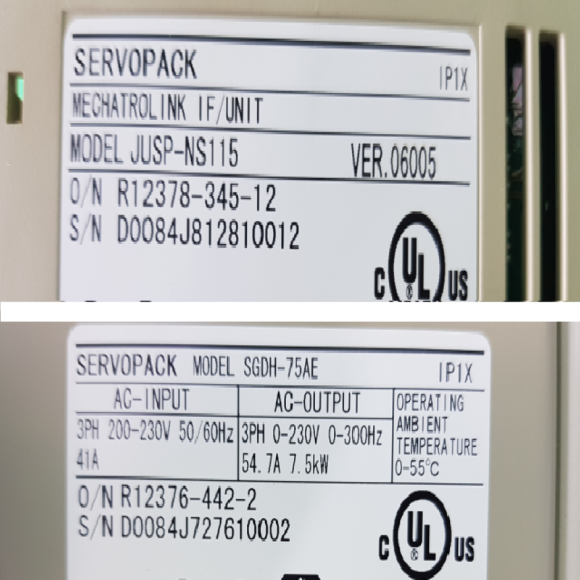 SERVOPACK IP1X
MECHATROLINK IF/UNIT
MODEL JUSP-NS115 VER.06005
O/N R12378-345-12
S/N D0084J812810012
C UL US
®
SERVOPACK MODEL SGDH-75AE IP1X
AC-INPUT
3PH 200-230V 50/60Hz
41A
AC-OUTPUT
3PH 0-230V 0-300Hz
54.7A 7.5kW
OPERATING
AMBIENT
TEMPERATURE
0-55°C
O/N R12376-442-2
S/N D0084J727610002
C UL US
®